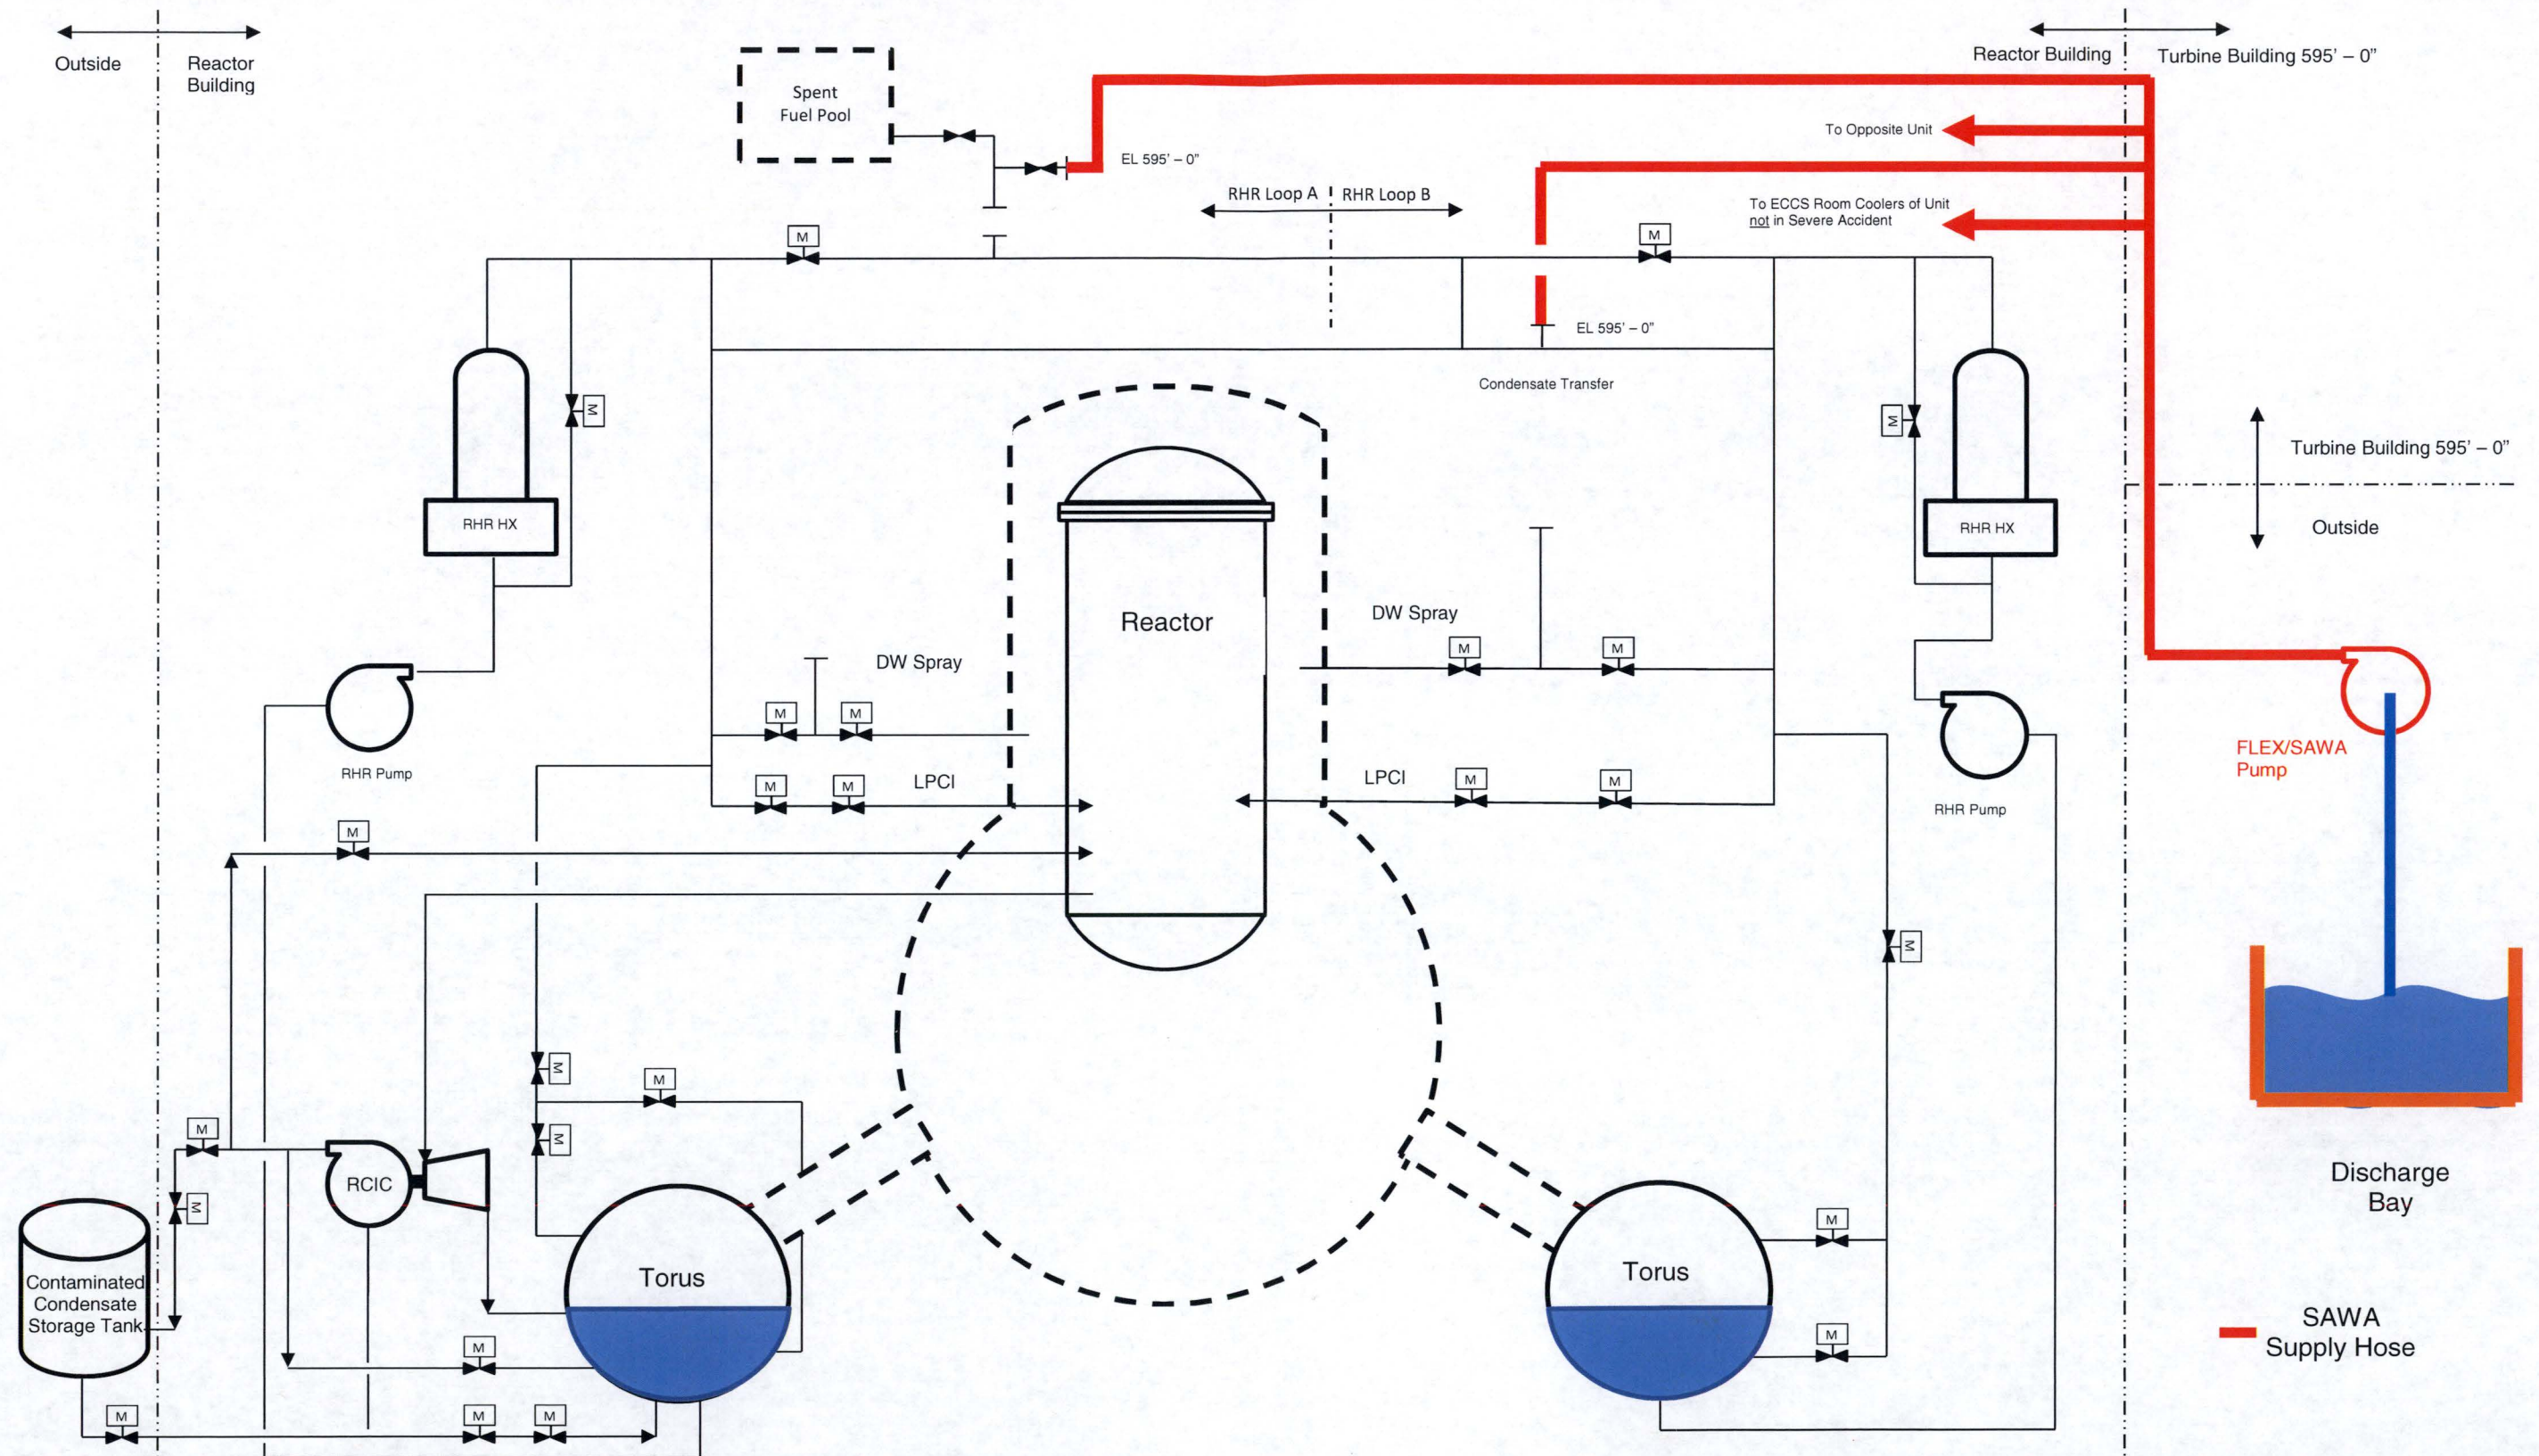 Outside
Reactor
Building
Reactor Building
Turbine Building 595' – 0"
Spent
Fuel Pool
EL 595' – 0"
To Opposite Unit
RHR Loop A
RHR Loop B
To ECCS Room Coolers of Unit
not in Severe Accident
M
M
EL 595' – 0"
Condensate Transfer
M
M
Turbine Building 595' – 0"
Outside
RHR HX
RHR HX
Reactor
DW Spray
M
M
DW Spray
M
M
RHR Pump
LPCI
M
M
LPCI
M
M
RHR Pump
FLEX/SAWA
Pump
M
M
M
M
M
M
M
RCIC
M
Contaminated
Condensate
Storage Tank
Torus
Torus
M
M
M
M
M
M
Discharge
Bay
SAWA
Supply Hose